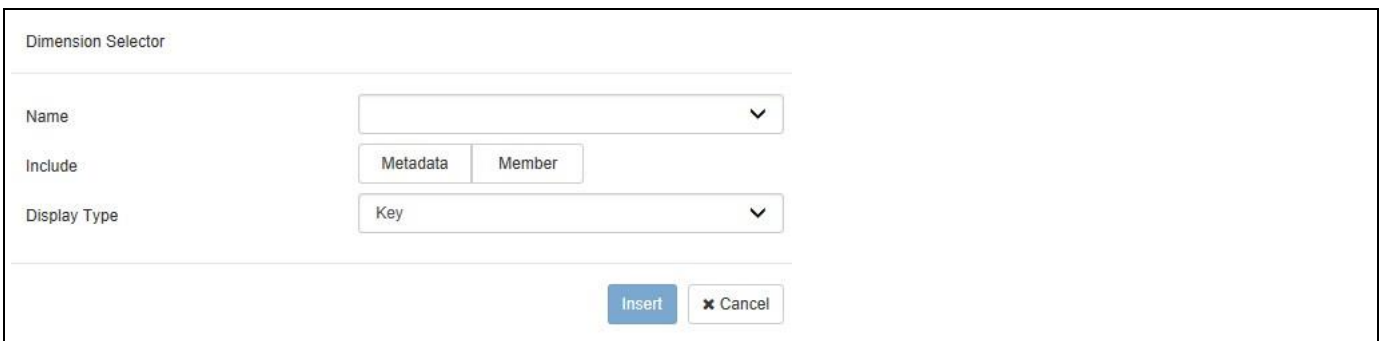 Dimension Selector
Name
Include Metadata Member
Display Type Key
Insert Cancel